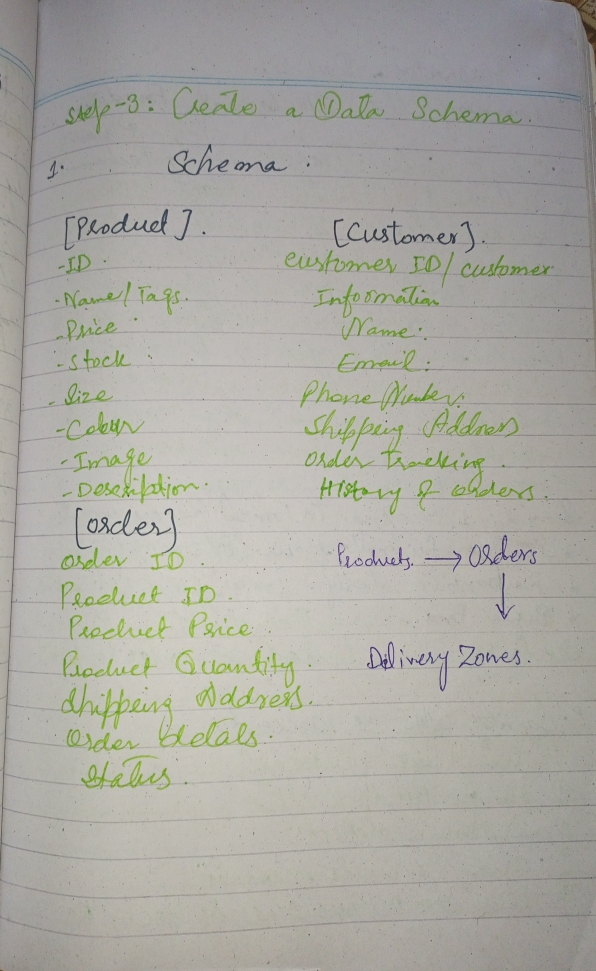 Step-3: Create a Data Schema.
1. Schema :
[Product].
- ID.
- Name/Tags.
- Price
- Stock
- Size
- Colour
- Image
- Description.
[Customer].
customer ID/customer
Information
Name:
Email:
Phone Number:
Shipping Address
order tracking.
History of orders.
[order]
order ID.
Product ID.
Product Price.
Product Quantity.
Shipping Address.
order Details.
Status.
Products. → Orders
↓
Delivery Zones.